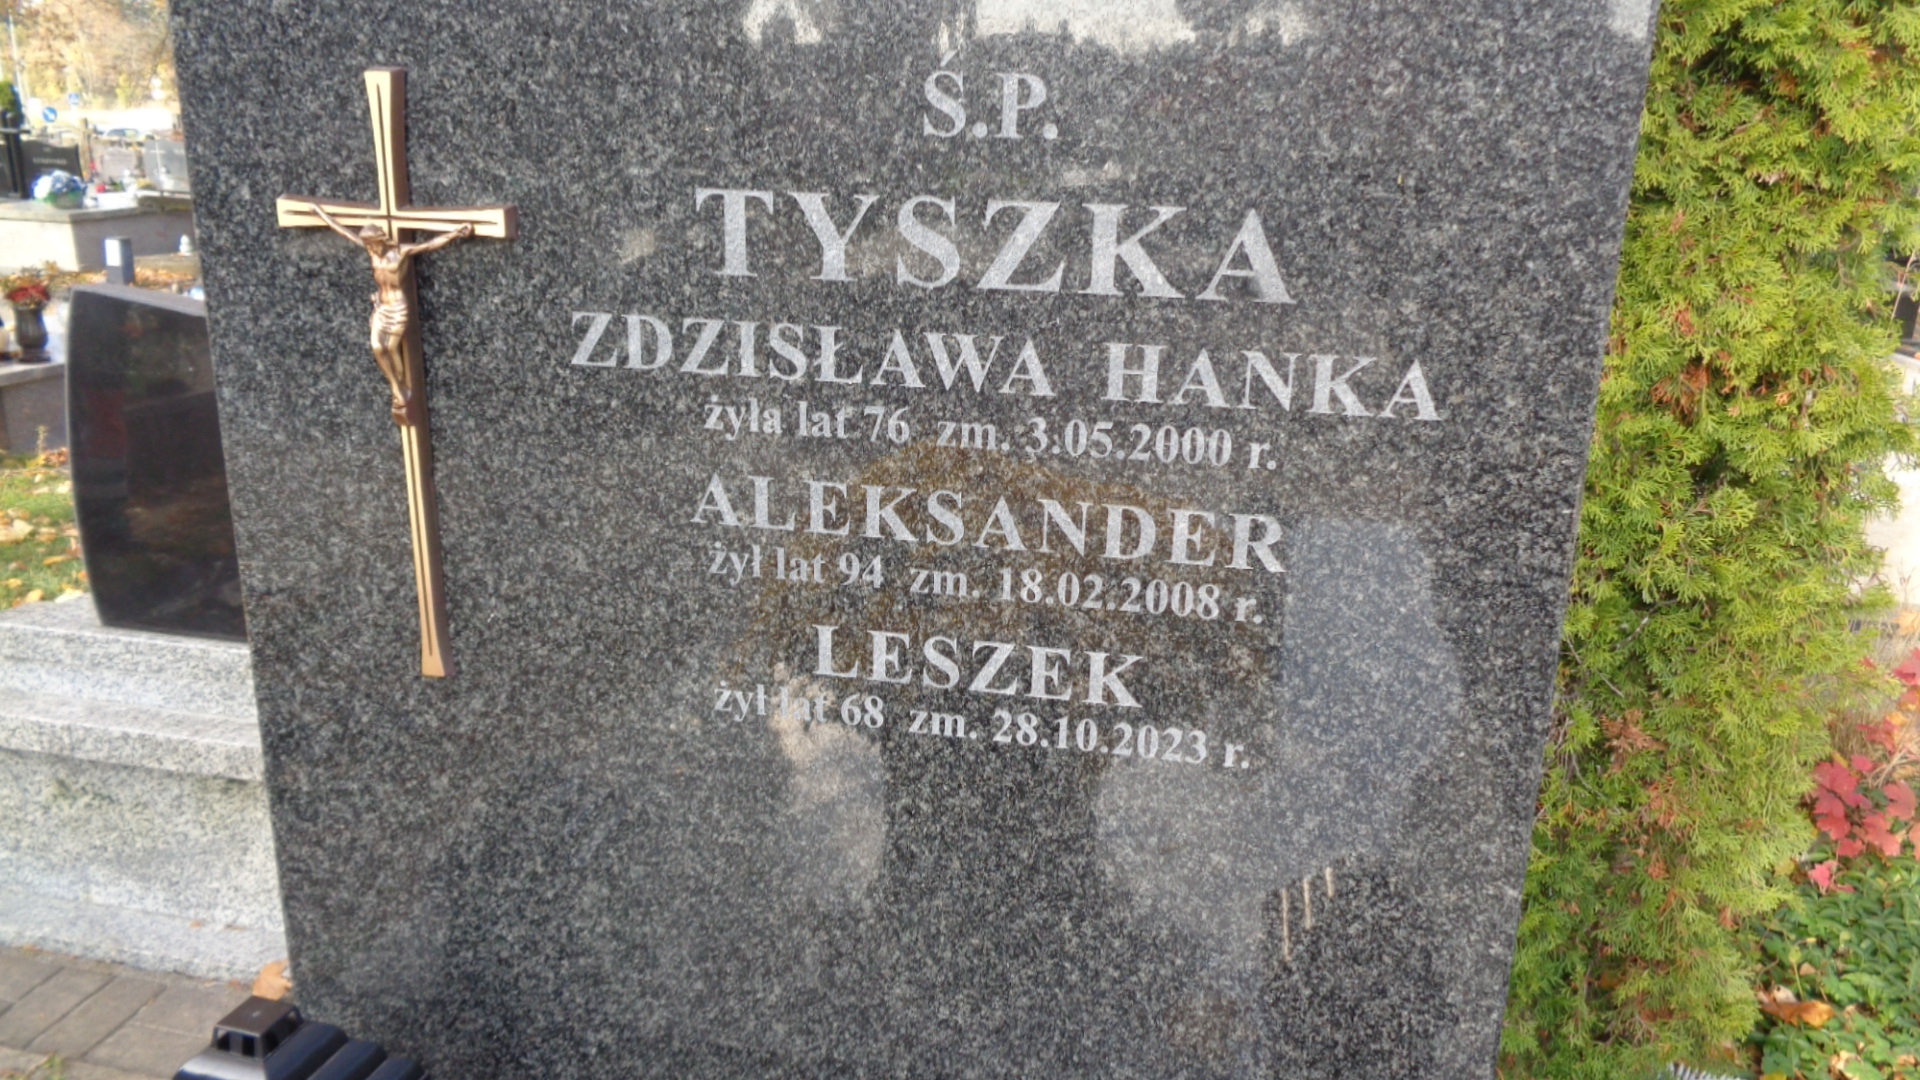 Ś.P.
TYSZKA
ZDZISŁAWA HANKA
żyła lat 76 zm. 3.05.2000 r.
ALEKSANDER
żył lat 94 zm. 18.02.2008 r.
LESZEK
żył lat 68 zm. 28.10.2023 r.